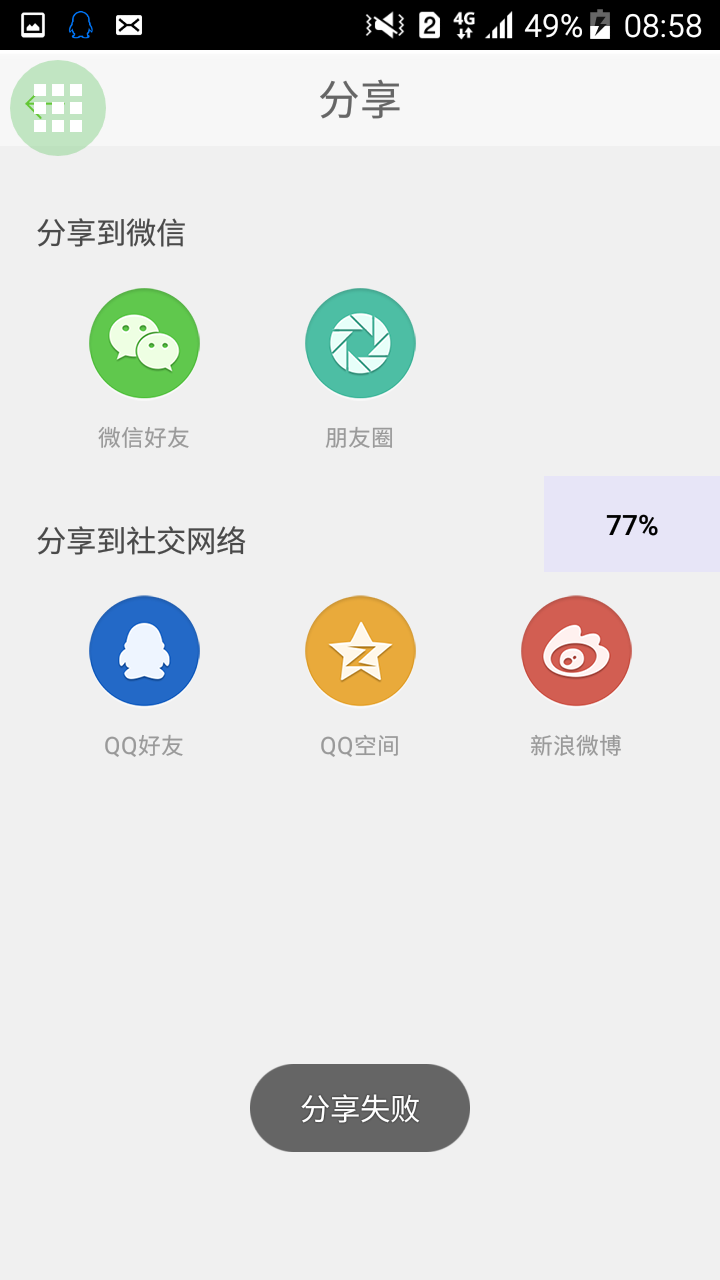 2 4G 49% 08:58
分享
分享到微信
微信好友 朋友圈
77%
分享到社交网络
QQ好友 QQ空间 新浪微博
分享失败